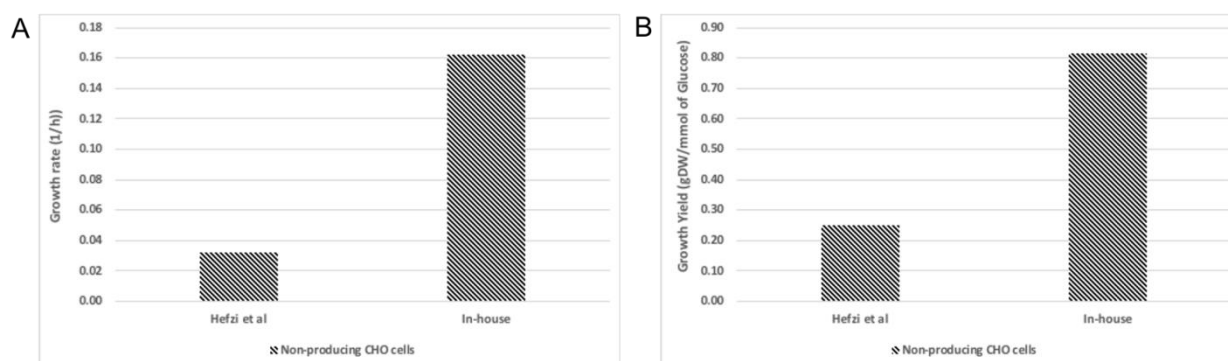 A
Growth rate (1/h))
0.18
0.16
0.14
0.12
0.10
0.08
0.06
0.04
0.02
0.00
Hefzi et al
In-house
Non-producing CHO cells
B
Growth Yield (gDW/mmol of Glucose)
0.90
0.80
0.70
0.60
0.50
0.40
0.30
0.20
0.10
0.00
Hefzi et al
In-house
Non-producing CHO cells